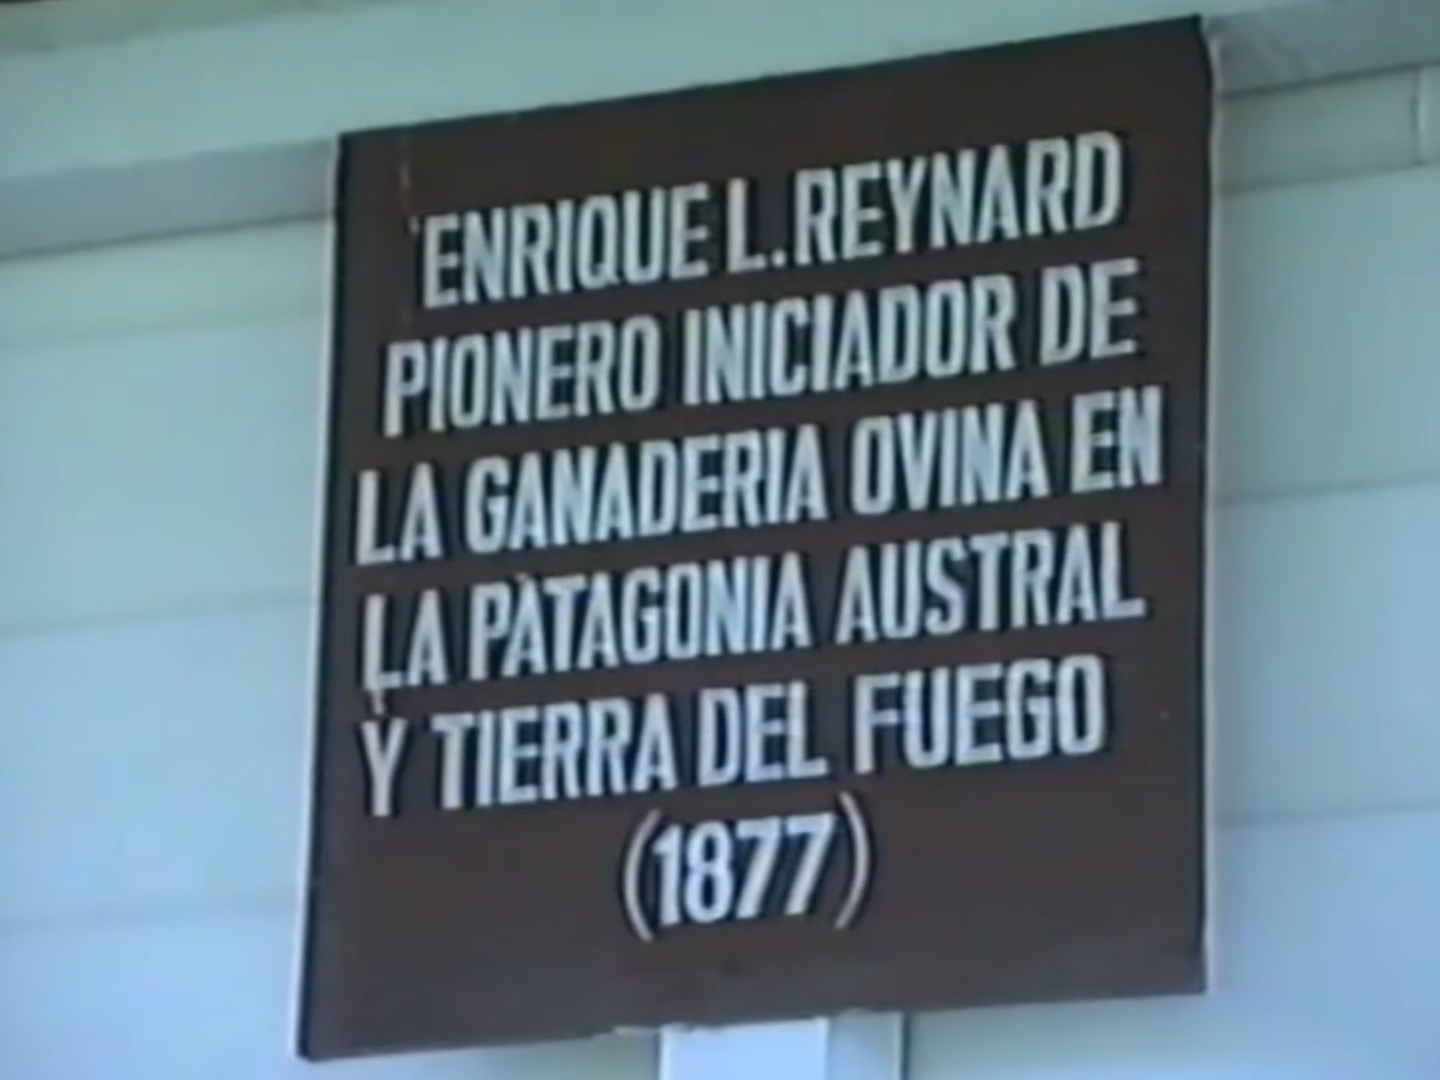 ENRIQUE L. REYNARD
PIONERO INICIADOR DE
LA GANADERIA OVINA EN
LA PATAGONIA AUSTRAL
Y TIERRA DEL FUEGO
(1877)